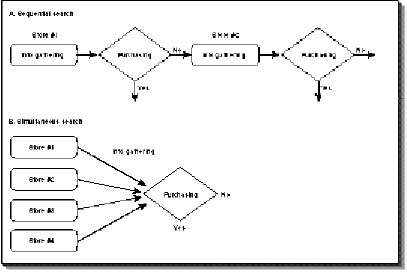 A. Sequential search
Store #1
Store #2
Info gathering
Purchasing
No
Info gathering
Purchasing
No
Yes
Yes
B. Simultaneous search
Store #1
Info gathering
Store #2
Purchasing
No
Store #3
Yes
Store #4